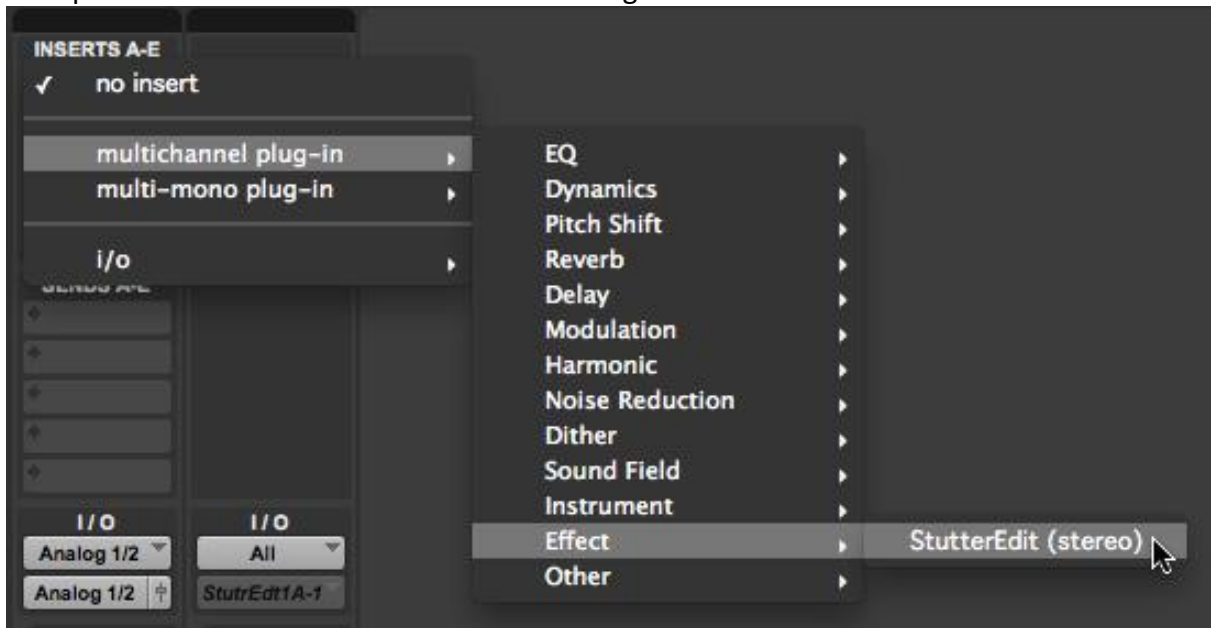 INSERTS A-E
✓ no insert
multichannel plug-in
multi-mono plug-in
i/o
SENDS A-E
EQ
Dynamics
Pitch Shift
Reverb
Delay
Modulation
Harmonic
Noise Reduction
Dither
Sound Field
Instrument
Effect
Other
StutterEdit (stereo)
I/O I/O
Analog 1/2 All
Analog 1/2 StutrEdt1A-1